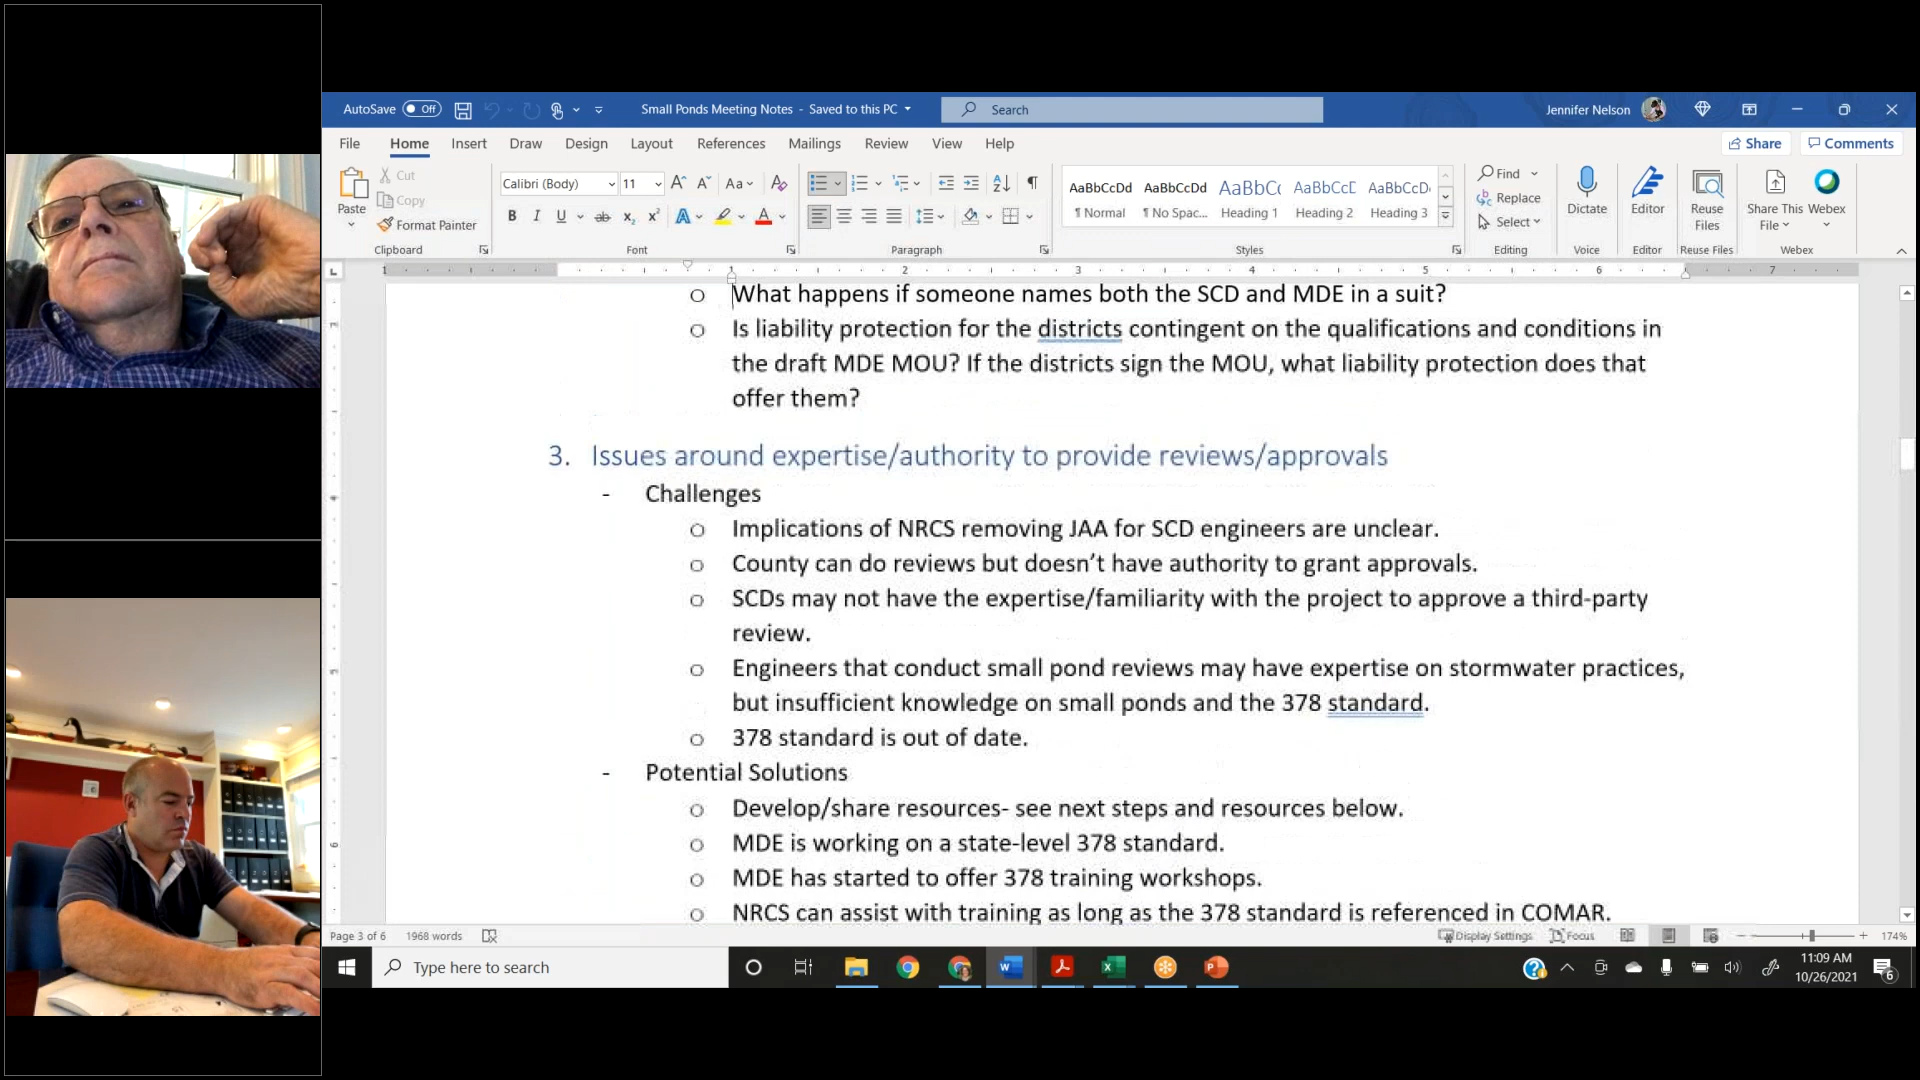 AutoSave Off
Small Ponds Meeting Notes - Saved to this PC
Search
Jennifer Nelson
File Home Insert Draw Design Layout References Mailings Review View Help
Share Comments
Paste
Cut
Copy
Format Painter
Clipboard
Calibri (Body) 11
Font
Paragraph
AaBbCcDd AaBbCcDd AaBbCc AaBbCcD AaBbCcD
¶ Normal ¶ No Spac... Heading 1 Heading 2 Heading 3
Styles
Find
Replace
Select
Editing
Dictate
Voice
Editor
Editor
Reuse Files
Reuse Files
Share This File
Webex
Webex
1 1 2 3 4 5 6 7
o What happens if someone names both the SCD and MDE in a suit?
o Is liability protection for the districts contingent on the qualifications and conditions in
the draft MDE MOU? If the districts sign the MOU, what liability protection does that
offer them?
3. Issues around expertise/authority to provide reviews/approvals
- Challenges
o Implications of NRCS removing JAA for SCD engineers are unclear.
o County can do reviews but doesn't have authority to grant approvals.
o SCDs may not have the expertise/familiarity with the project to approve a third-party
review.
o Engineers that conduct small pond reviews may have expertise on stormwater practices,
but insufficient knowledge on small ponds and the 378 standard.
o 378 standard is out of date.
- Potential Solutions
o Develop/share resources- see next steps and resources below.
o MDE is working on a state-level 378 standard.
o MDE has started to offer 378 training workshops.
o NRCS can assist with training as long as the 378 standard is referenced in COMAR.
Page 3 of 6 1968 words
Display Settings Focus 174%
Type here to search
11:09 AM
10/26/2021
6